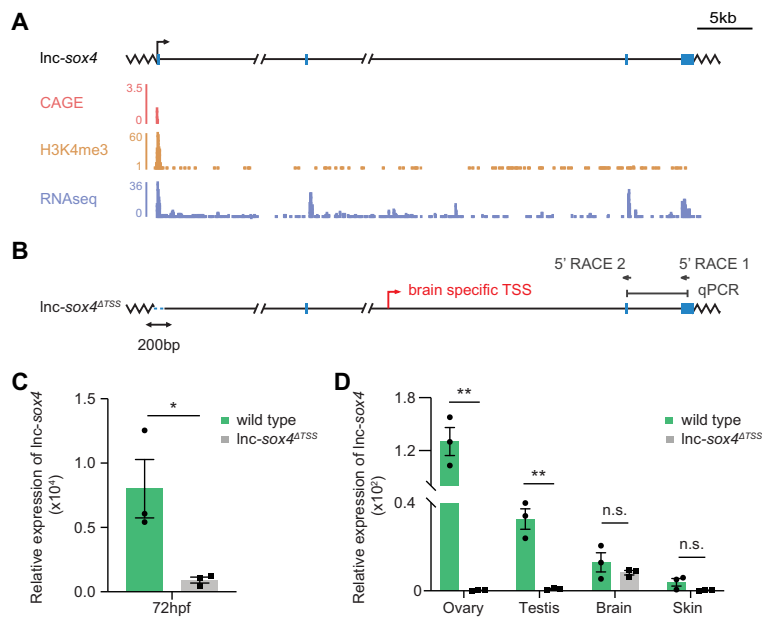 A
5kb
lnc-sox4
CAGE
3.5
0
H3K4me3
60
1
RNAseq
36
0
B
5' RACE 2
5' RACE 1
brain specific TSS
qPCR
lnc-sox4ΔTSS
200bp
C
Relative expression of lnc-sox4
(x10⁴)
1.5
1.0
0.5
0.0
*
wild type
lnc-sox4ΔTSS
72hpf
D
Relative expression of lnc-sox4
(x10²)
1.8
1.2
0.4
0
**
**
n.s.
n.s.
wild type
lnc-sox4ΔTSS
Ovary
Testis
Brain
Skin